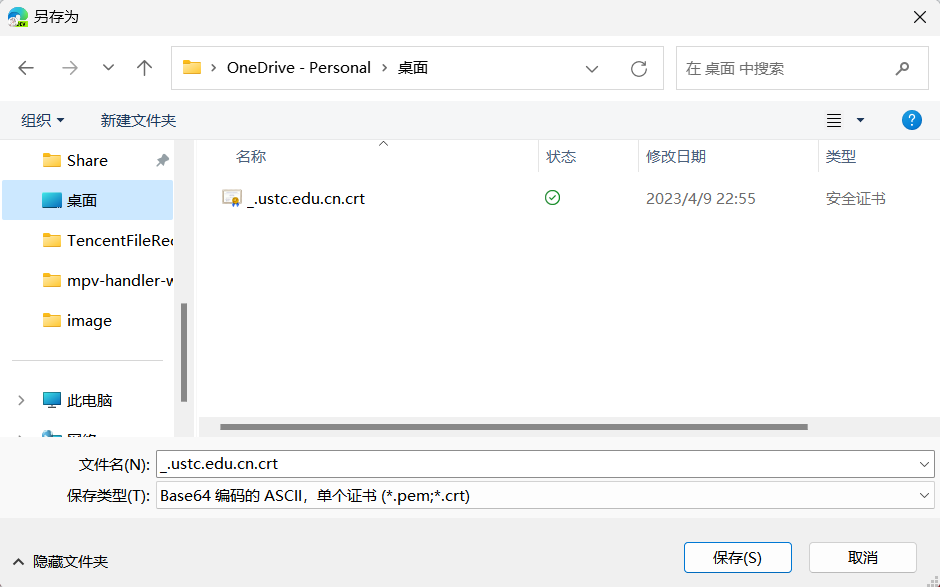 另存为
OneDrive - Personal › 桌面
在 桌面 中搜索
组织 新建文件夹
名称 状态 修改日期 类型
Share
桌面
TencentFileRec
mpv-handler-w
image
此电脑
网络
_.ustc.edu.cn.crt 2023/4/9 22:55 安全证书
文件名(N): _.ustc.edu.cn.crt
保存类型(T): Base64 编码的 ASCII，单个证书 (*.pem;*.crt)
隐藏文件夹 保存(S) 取消